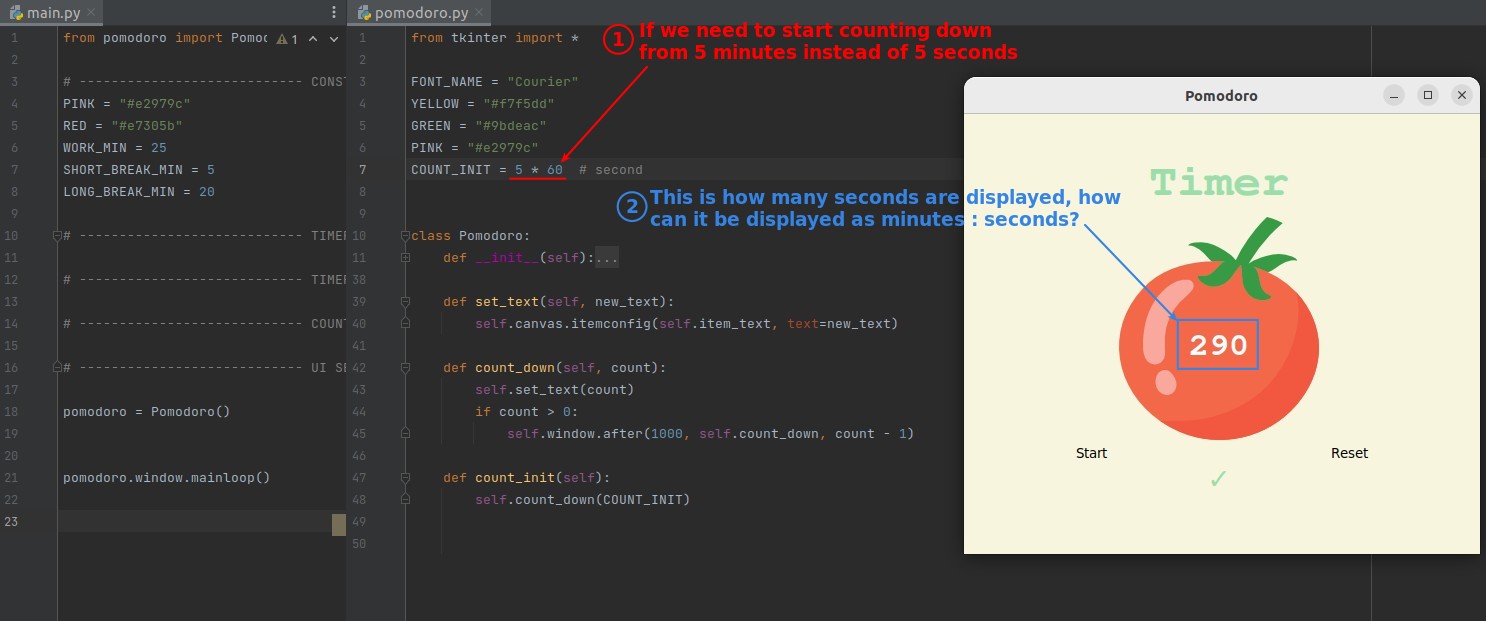 main.py
pomodoro.py
1 from pomodoro import Pomo 1
2
3 # ---------------------------- CONST
4 PINK = "#e2979c"
5 RED = "#e7305b"
6 WORK_MIN = 25
7 SHORT_BREAK_MIN = 5
8 LONG_BREAK_MIN = 20
9
10 # ---------------------------- TIMER
11
12 # ---------------------------- TIMER
13
14 # ---------------------------- COUNT
15
16 # ---------------------------- UI SE
17
18 pomodoro = Pomodoro()
19
20
21 pomodoro.window.mainloop()
22
23
1 from tkinter import *
2
3 FONT_NAME = "Courier"
4 YELLOW = "#f7f5dd"
5 GREEN = "#9bdeac"
6 PINK = "#e2979c"
7 COUNT_INIT = 5 * 60 # second
8
9
10 class Pomodoro:
11 def __init__(self):...
38
39 def set_text(self, new_text):
40 self.canvas.itemconfig(self.item_text, text=new_text)
41
42 def count_down(self, count):
43 self.set_text(count)
44 if count > 0:
45 self.window.after(1000, self.count_down, count - 1)
46
47 def count_init(self):
48 self.count_down(COUNT_INIT)
49
50
1 If we need to start counting down
from 5 minutes instead of 5 seconds
2 This is how many seconds are displayed, how
can it be displayed as minutes : seconds?
Pomodoro
Timer
290
Start
Reset
✓